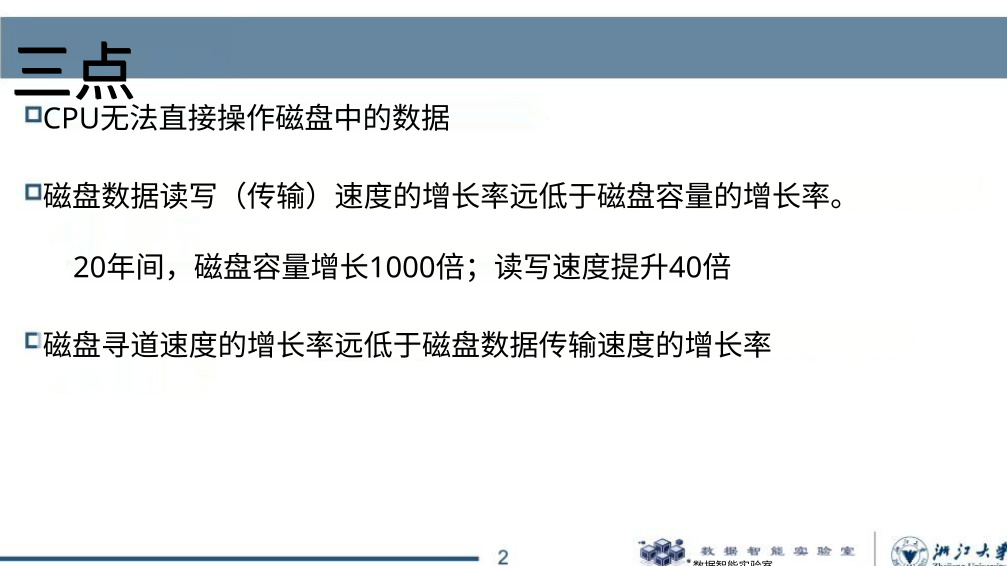 三点
CPU无法直接操作磁盘中的数据
磁盘数据读写（传输）速度的增长率远低于磁盘容量的增长率。
20年间，磁盘容量增长1000倍；读写速度提升40倍
磁盘寻道速度的增长率远低于磁盘数据传输速度的增长率
2
数据智能实验室
数据智能实验室
浙江大学